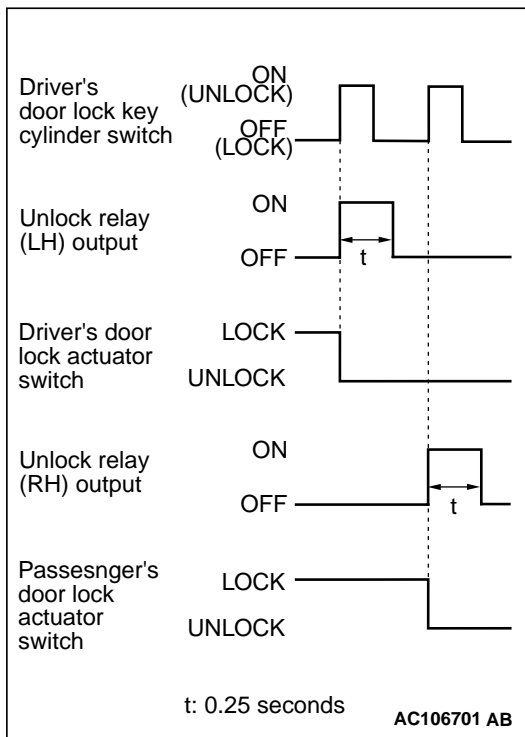 Driver's
door lock key
cylinder switch
ON
(UNLOCK)
OFF
(LOCK)
Unlock relay
(LH) output
ON
OFF
t
Driver's door
lock actuator
switch
LOCK
UNLOCK
Unlock relay
(RH) output
ON
OFF
t
Passesnger's
door lock
actuator
switch
LOCK
UNLOCK
t: 0.25 seconds
AC106701 AB